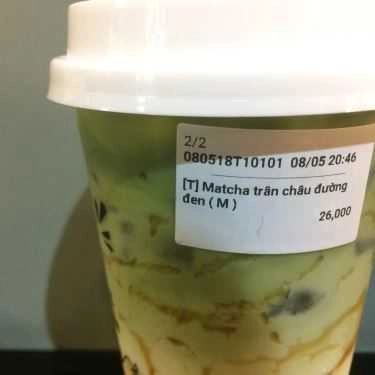 2/2
080518T10101 08/05 20:46
[T] Matcha trân châu đường
đen ( M )
26,000